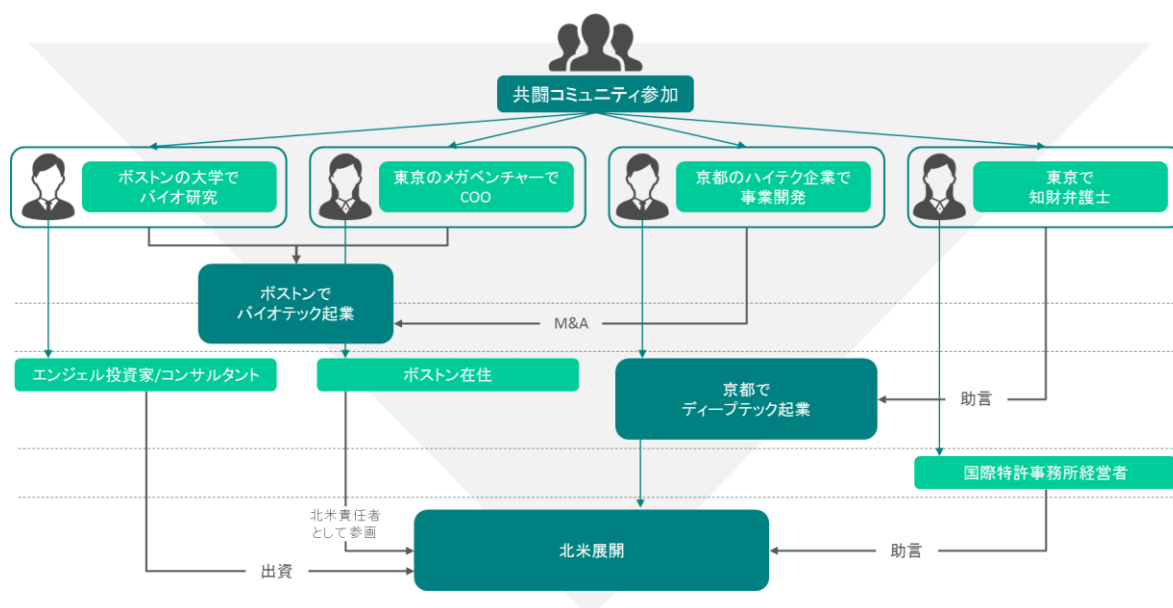 共闘コミュニティ参加
ボストンの大学で
バイオ研究
東京のメガベンチャーで
COO
京都のハイテク企業で
事業開発
東京で
知財弁護士
ボストンで
バイオテック起業
M&A
エンジェル投資家/コンサルタント
ボストン在住
京都で
ディープテック起業
助言
国際特許事務所経営者
北米責任者
として参画
北米展開
助言
出資